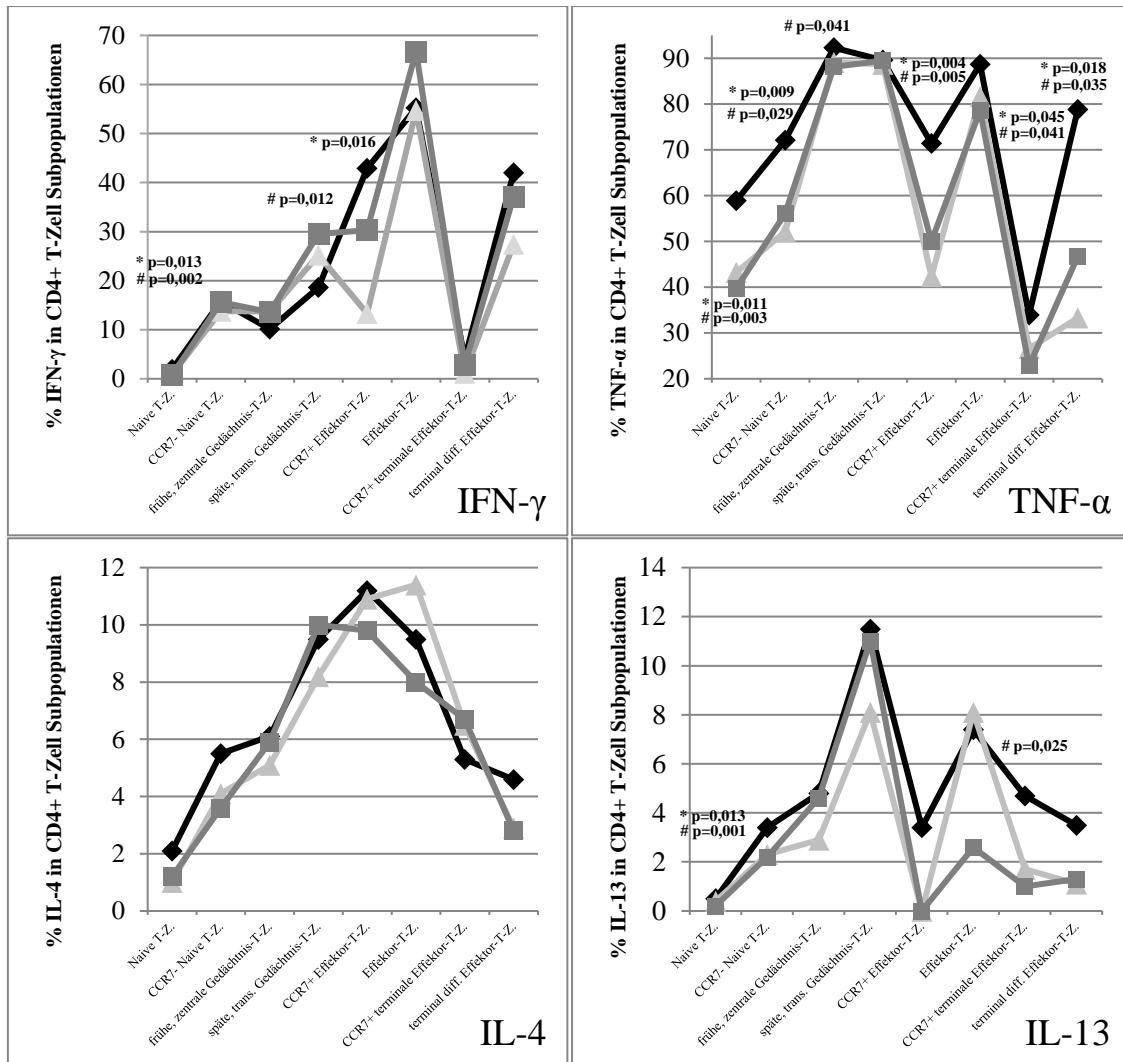 % IFN-γ in CD4+ T-Zell Subpopulationen
70
60
50
40
30
20
10
0
* p=0,013
# p=0,002
# p=0,012
* p=0,016
Naive T-Z.
CCR7- Naive T-Z.
frühe, zentrale Gedächtnis-T-Z.
späte, trans. Gedächtnis-T-Z.
CCR7+ Effektor-T-Z.
Effektor-T-Z.
CCR7+ terminale Effektor-T-Z.
terminal diff. Effektor-T-Z.
IFN-γ
% TNF-α in CD4+ T-Zell Subpopulationen
90
80
70
60
50
40
30
20
* p=0,011
# p=0,003
* p=0,009
# p=0,029
# p=0,041
* p=0,004
# p=0,005
* p=0,045
# p=0,041
* p=0,018
# p=0,035
Naive T-Z.
CCR7- Naive T-Z.
frühe, zentrale Gedächtnis-T-Z.
späte, trans. Gedächtnis-T-Z.
CCR7+ Effektor-T-Z.
Effektor-T-Z.
CCR7+ terminale Effektor-T-Z.
terminal diff. Effektor-T-Z.
TNF-α
% IL-4 in CD4+ T-Zell Subpopulationen
12
10
8
6
4
2
0
Naive T-Z.
CCR7- Naive T-Z.
frühe, zentrale Gedächtnis-T-Z.
späte, trans. Gedächtnis-T-Z.
CCR7+ Effektor-T-Z.
Effektor-T-Z.
CCR7+ terminale Effektor-T-Z.
terminal diff. Effektor-T-Z.
IL-4
% IL-13 in CD4+ T-Zell Subpopulationen
14
12
10
8
6
4
2
0
* p=0,013
# p=0,001
# p=0,025
Naive T-Z.
CCR7- Naive T-Z.
frühe, zentrale Gedächtnis-T-Z.
späte, trans. Gedächtnis-T-Z.
CCR7+ Effektor-T-Z.
Effektor-T-Z.
CCR7+ terminale Effektor-T-Z.
terminal diff. Effektor-T-Z.
IL-13